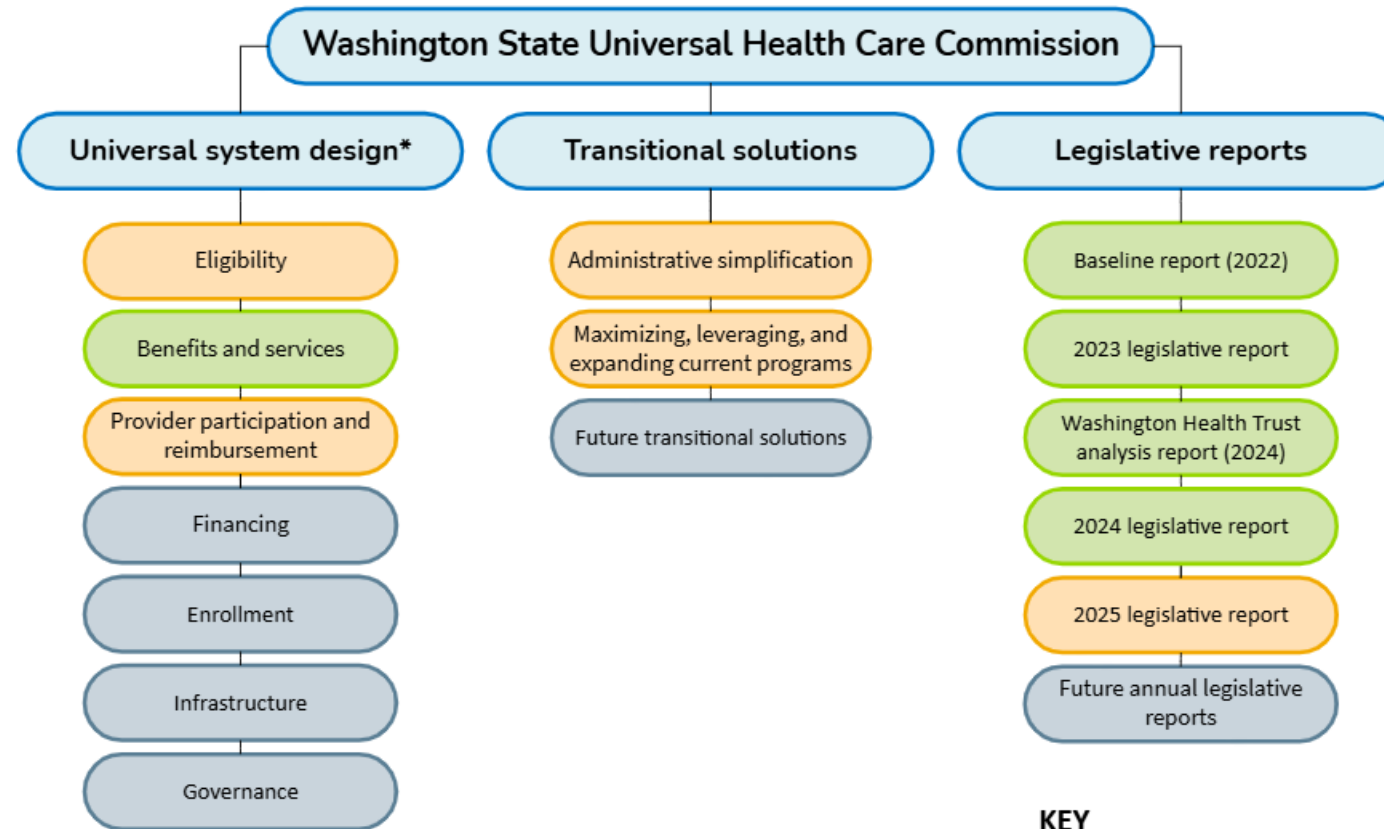 Washington State Universal Health Care Commission
Universal system design*
Eligibility
Benefits and services
Provider participation and
reimbursement
Financing
Enrollment
Infrastructure
Governance
Transitional solutions
Administrative simplification
Maximizing, leveraging, and
expanding current programs
Future transitional solutions
Legislative reports
Baseline report (2022)
2023 legislative report
Washington Health Trust
analysis report (2024)
2024 legislative report
2025 legislative report
Future annual legislative
reports
KEY